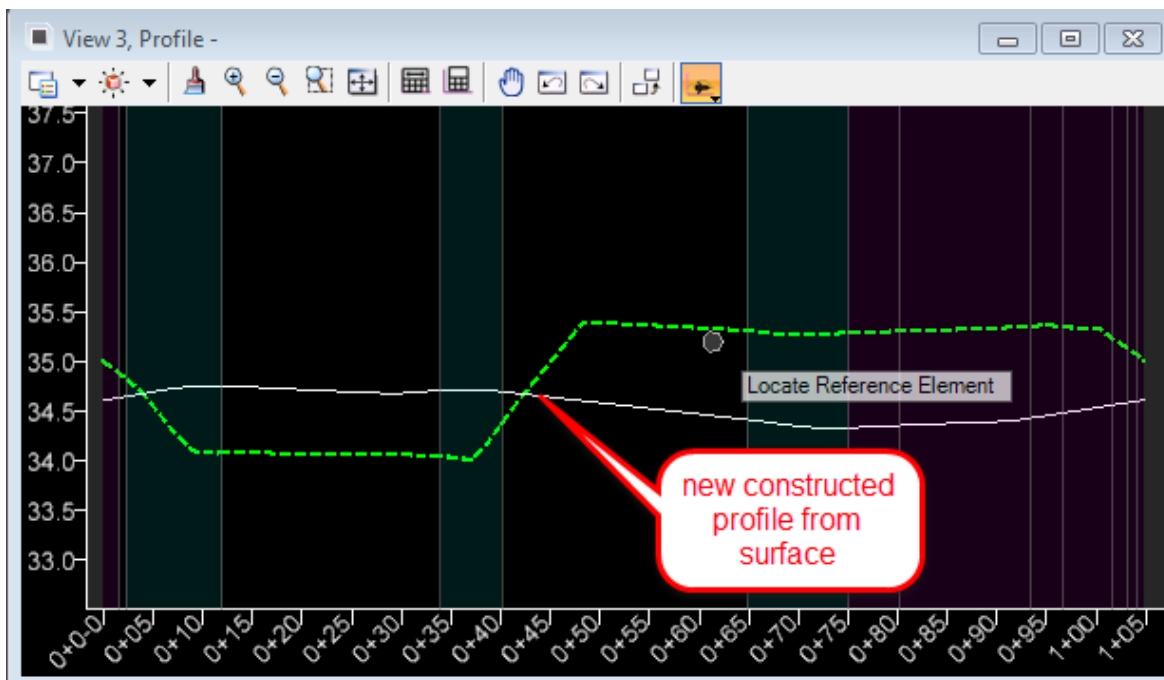 View 3, Profile -
37.5
37.0
36.5
36.0
35.5
35.0
34.5
34.0
33.5
33.0
Locate Reference Element
new constructed
profile from
surface
0+0-0 0+05 0+10 0+15 0+20 0+25 0+30 0+35 0+40 0+45 0+50 0+55 0+60 0+65 0+70 0+75 0+80 0+85 0+90 0+95 1+00 1+05